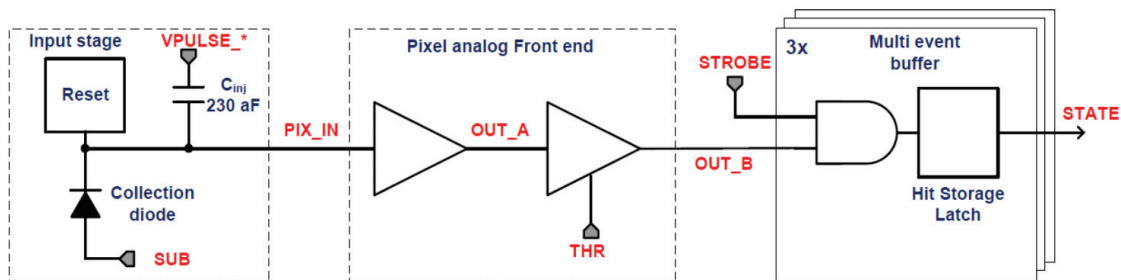 Input stage
VPULSE_*
Reset
Cinj
230 aF
PIX_IN
Collection
diode
SUB
Pixel analog Front end
OUT_A
THR
OUT_B
STROBE
3x
Multi event
buffer
Hit Storage
Latch
STATE